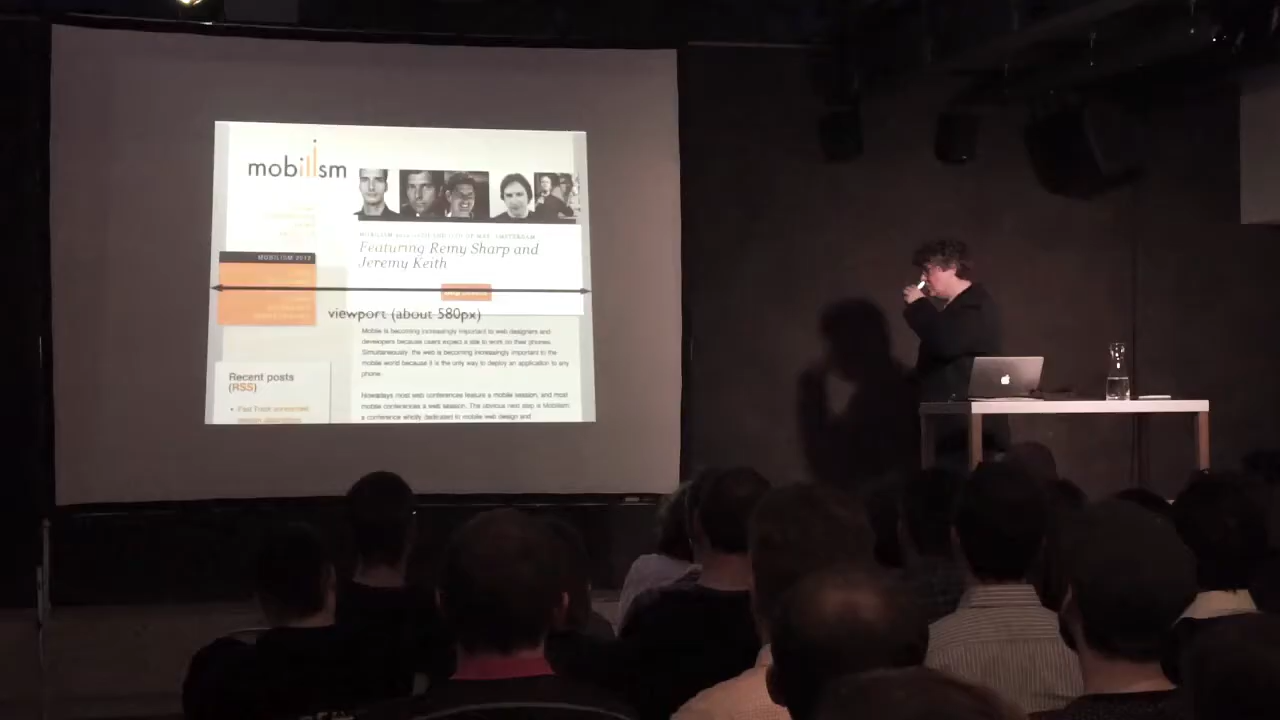 mobilism
Featuring Remy Sharp and
Jeremy Keith
MOBILISM 2012
viewport (about 580px)
Mobile is becoming increasingly important to web designers and
developers because users expect a site to work on their phones.
Simultaneously, the web is becoming increasingly important to the
mobile world because it is the only way to deploy an application to any
phone.
Recent posts
(RSS)
Nowadays most web conferences feature a mobile session, and most
mobile conferences a web session. The obvious next step is Mobilism:
a conference wholly dedicated to mobile web design and